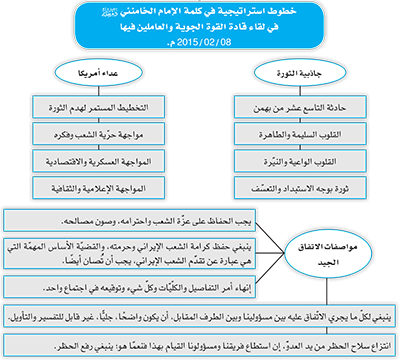 خطوط استراتيجية في كلمة الإمام الخامنئي
في لقاء قادة القوة الجوية والعاملين فيها
2015/02/08 م.
جاذبية الثورة
حادثة التاسع عشر من بهمن
القلوب السليمة والطاهرة
القلوب الواعية والنيّرة
ثورة بوجه الاستبداد والتعسّف
عداء أمريكا
التخطيط المستمر لهدم الثورة
مواجهة حرّية الشعب وفكره
المواجهة العسكرية والاقتصادية
المواجهة الإعلامية والثقافية
مواصفات الاتفاق
الجيد
يجب الحفاظ على عزّة الشعب واحترامه، وصون مصالحه.
ينبغي حفظ كرامة الشعب الإيراني وحرمته، والقضيّة الأساس المهمّة التي
هي عبارة عن تقدّم الشعب الإيراني، يجب أن تُصان أيضًا.
إنهاء أمر التفاصيل والكلّيّات وكلّ شيء وتوقيعه في اجتماع واحد.
ينبغي لكلّ ما يجري الاتّفاق عليه بين مسؤولينا وبين الطرف المقابل، أن يكون واضحًا، جليًّا، غير قابل للتفسير والتأويل.
انتزاع سلاح الحظر من يد العدوّ. إن استطاع فريقنا ومسؤولونا القيام بهذا فنعمّا هو؛ ينبغي رفع الحظر.